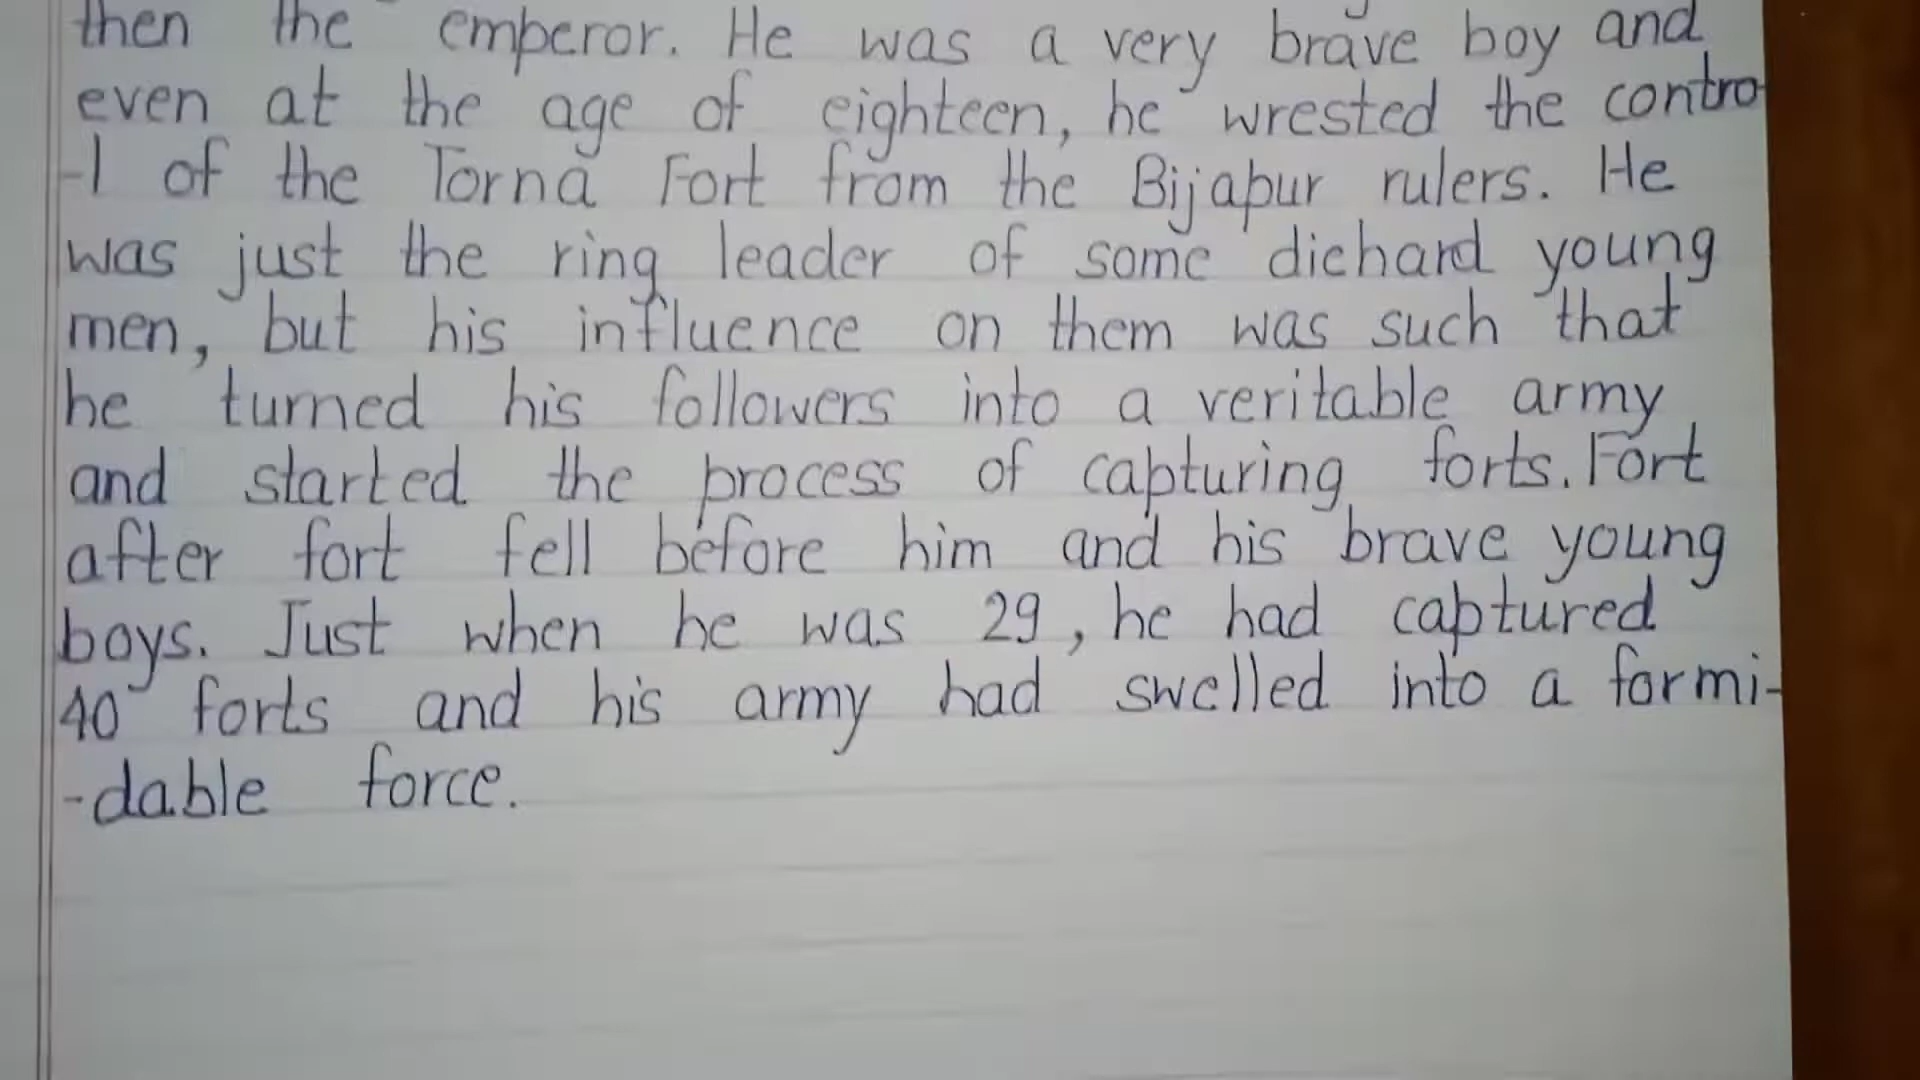 then the emperor. He was a very brave boy and
even at the age of eighteen, he wrested the contro
-l of the Torna Fort from the Bijapur rulers. He
was just the ring leader of some diehard young
men, but his influence on them was such that
he turned his followers into a veritable army
and started the process of capturing forts. Fort
after fort fell before him and his brave young
boys. Just when he was 29, he had captured
40 forts and his army had swelled into a formi-
-dable force.